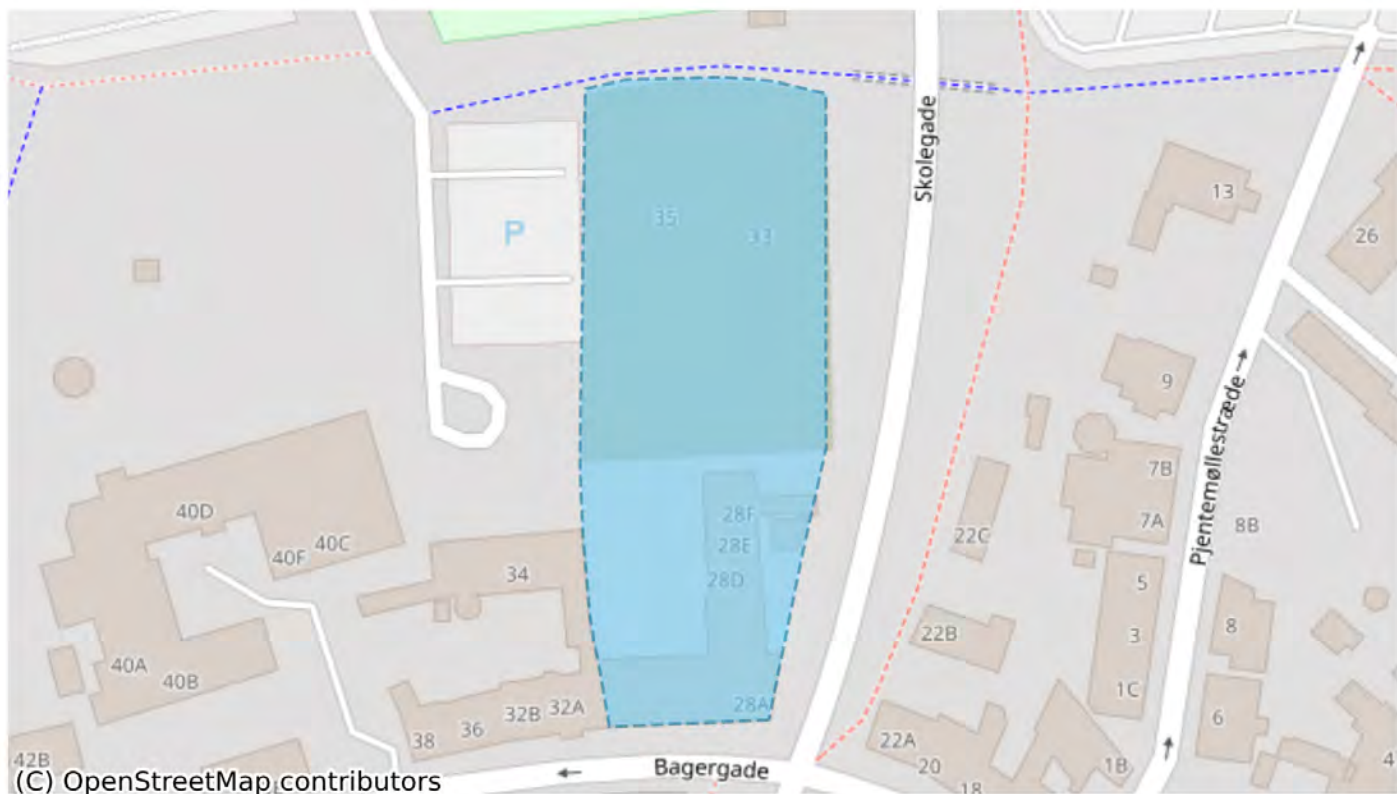 Skolegade
13
26
35
33
P
9
7B
7A
8B
28F
28E
28D
22C
40D
40C
40F
34
5
3
8
22B
40A
40B
1C
28A
32A
32B
36
38
6
22A
20
18
1B
4
42B
Pjentemøllestræde
Bagergade
(C) OpenStreetMap contributors